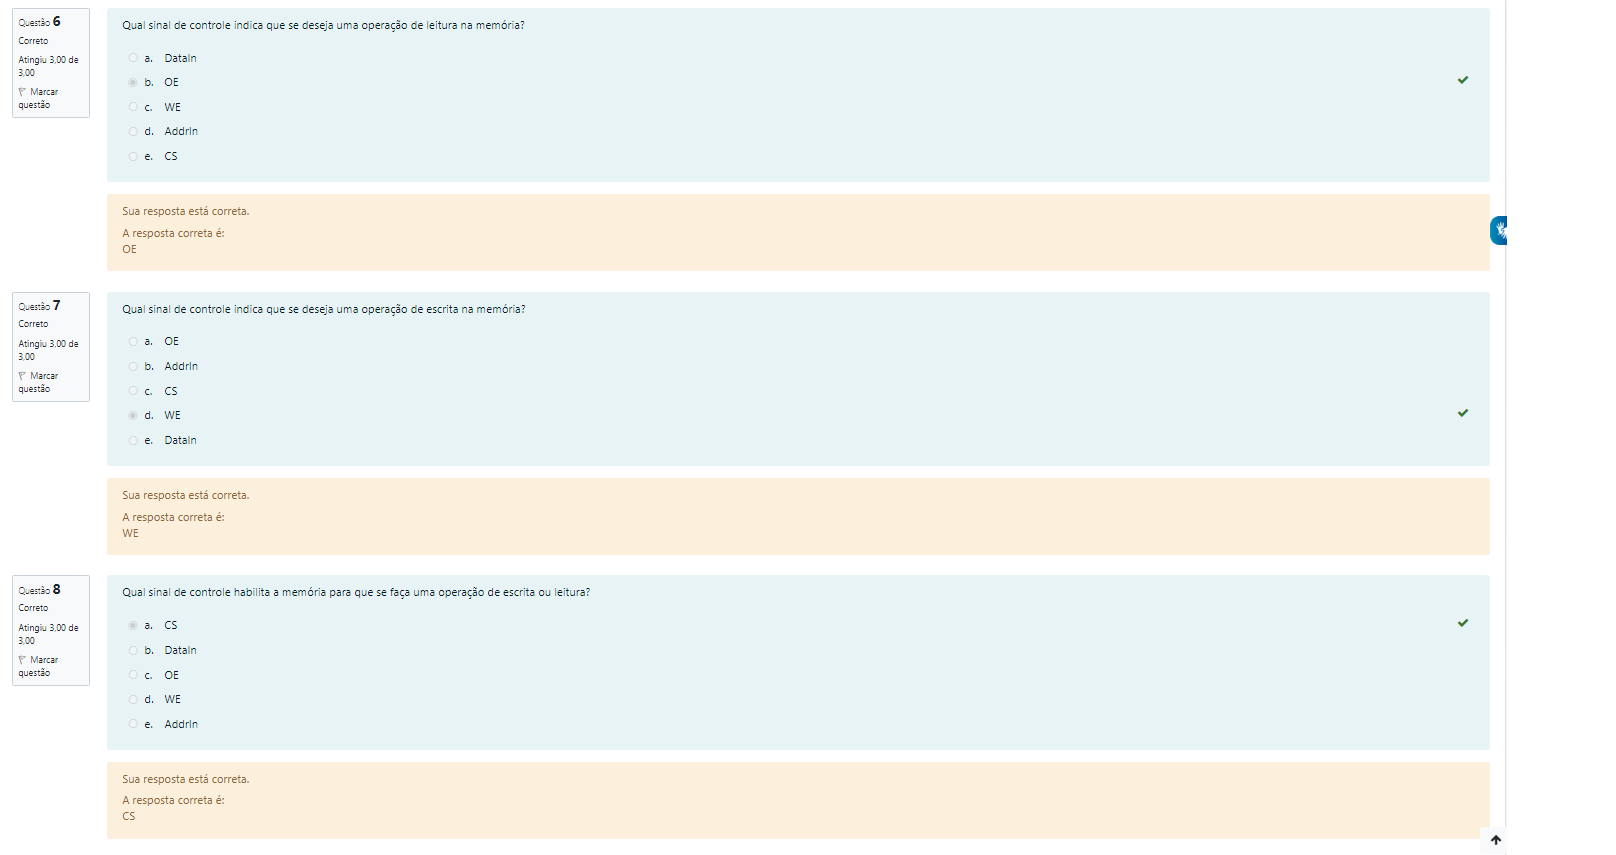 Questão 6
Correto
Atingiu 3,00 de
3,00
Marcar
questão
Qual sinal de controle indica que se deseja uma operação de leitura na memória?
a. DataIn
b. OE
c. WE
d. AddrIn
e. CS
Sua resposta está correta.
A resposta correta é:
OE
Questão 7
Correto
Atingiu 3,00 de
3,00
Marcar
questão
Qual sinal de controle indica que se deseja uma operação de escrita na memória?
a. OE
b. AddrIn
c. CS
d. WE
e. DataIn
Sua resposta está correta.
A resposta correta é:
WE
Questão 8
Correto
Atingiu 3,00 de
3,00
Marcar
questão
Qual sinal de controle habilita a memória para que se faça uma operação de escrita ou leitura?
a. CS
b. DataIn
c. OE
d. WE
e. AddrIn
Sua resposta está correta.
A resposta correta é:
CS